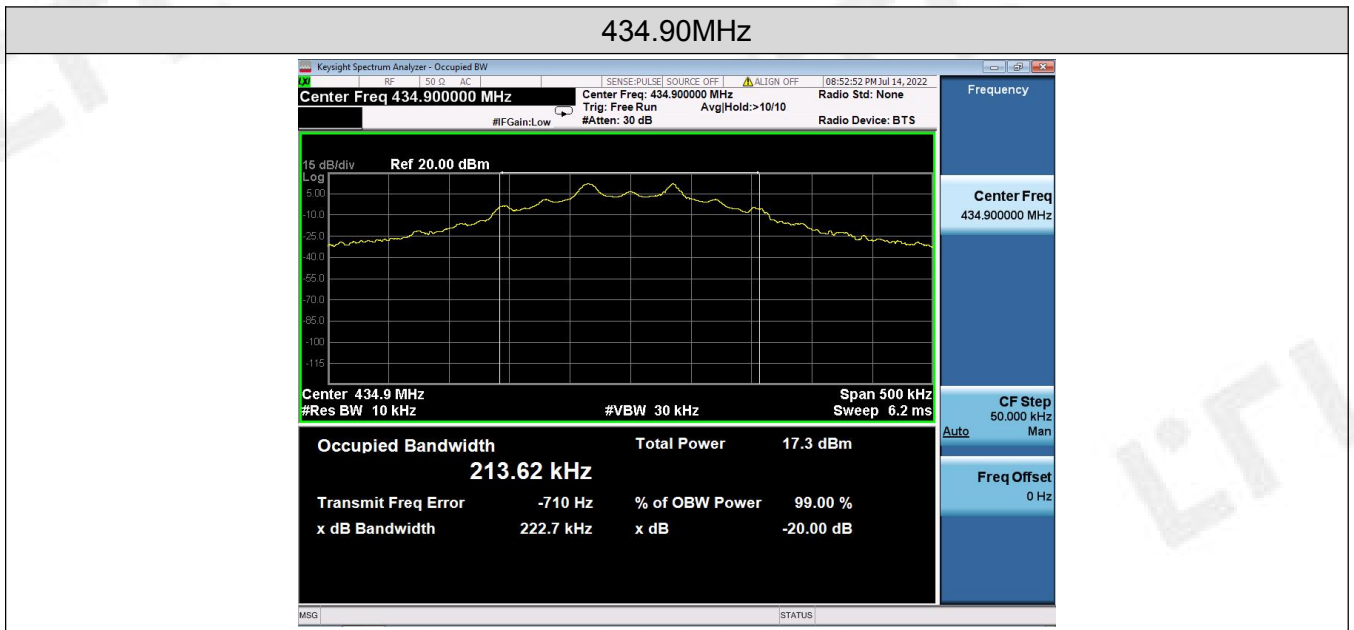 434.90MHz
Keysight Spectrum Analyzer - Occupied BW
LXI RF 50 Ω AC SENSE:PULSE SOURCE OFF ALIGN OFF 08:52:52 PM Jul 14, 2022
Center Freq 434.900000 MHz
Center Freq: 434.900000 MHz
Radio Std: None
Trig: Free Run Avg|Hold:>10/10
#IFGain:Low
#Atten: 30 dB
Radio Device: BTS
15 dB/div Ref 20.00 dBm
Log
5.00
-10.0
-25.0
-40.0
-55.0
-70.0
-85.0
-100
-115
Center 434.9 MHz Span 500 kHz
#Res BW 10 kHz #VBW 30 kHz Sweep 6.2 ms
Occupied Bandwidth Total Power 17.3 dBm
213.62 kHz
Transmit Freq Error -710 Hz % of OBW Power 99.00 %
x dB Bandwidth 222.7 kHz x dB -20.00 dB
MSG STATUS
Frequency
Center Freq
434.900000 MHz
CF Step
50.000 kHz
Auto Man
Freq Offset
0 Hz